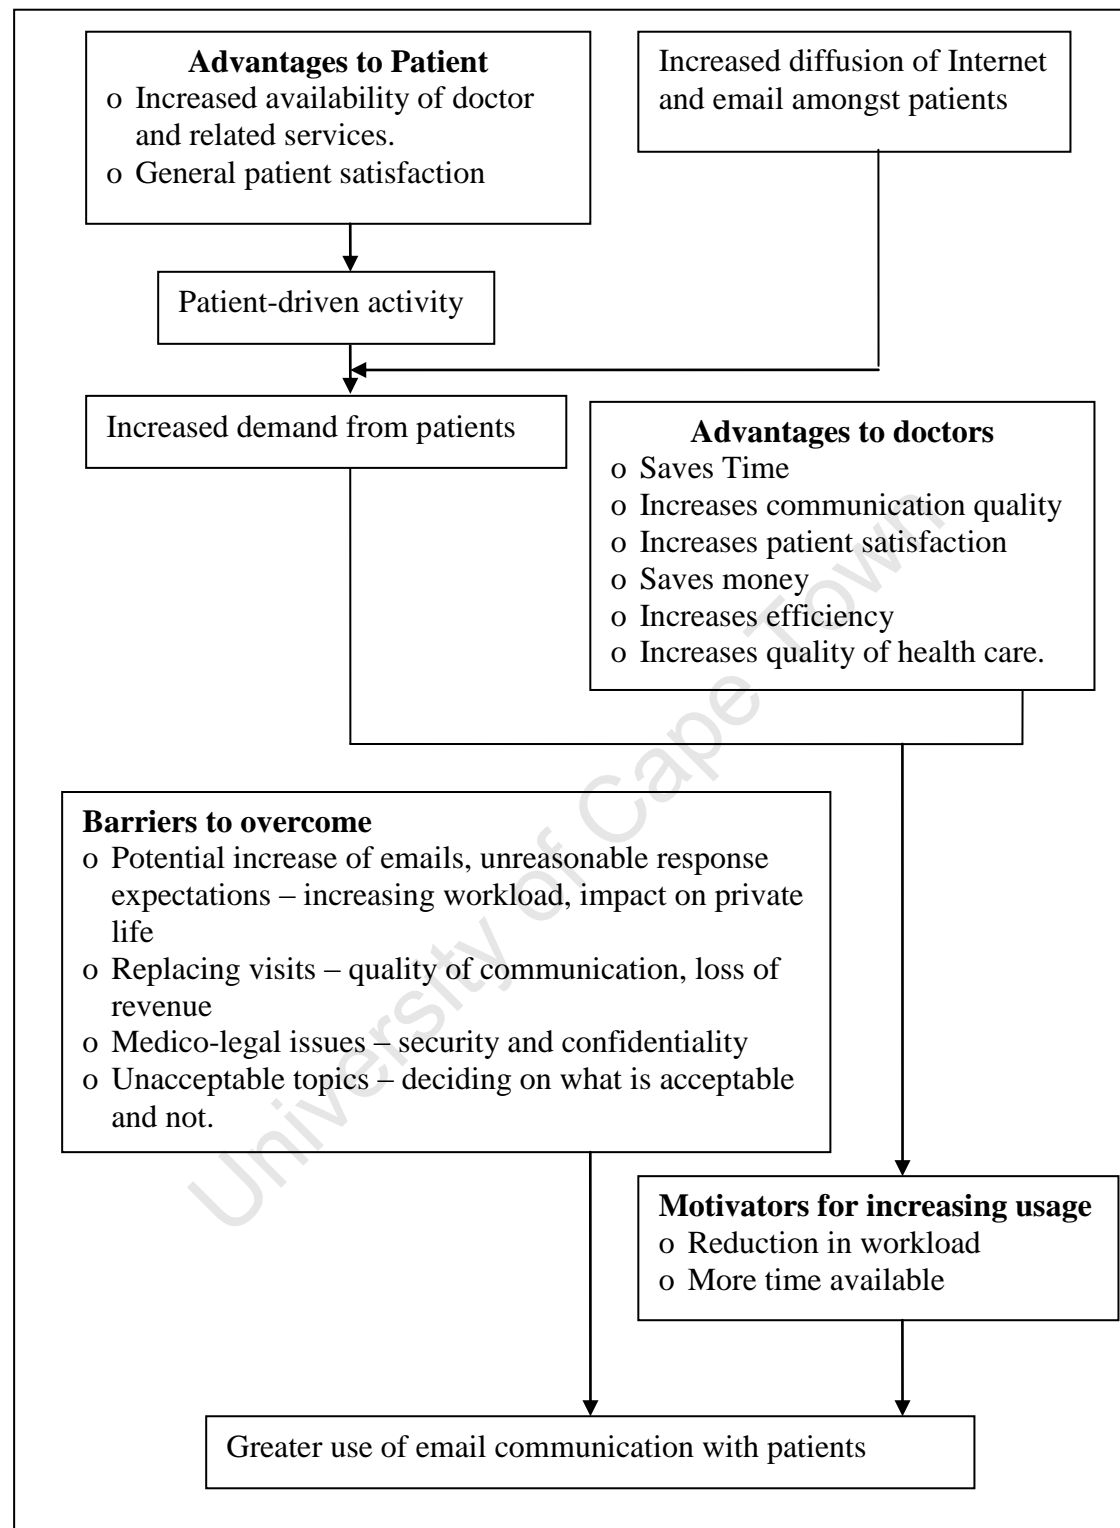 Advantages to Patient
o Increased availability of doctor
and related services.
o General patient satisfaction
Increased diffusion of Internet
and email amongst patients
Patient-driven activity
Increased demand from patients
Advantages to doctors
o Saves Time
o Increases communication quality
o Increases patient satisfaction
o Saves money
o Increases efficiency
o Increases quality of health care.
Barriers to overcome
o Potential increase of emails, unreasonable response
expectations – increasing workload, impact on private
life
o Replacing visits – quality of communication, loss of
revenue
o Medico-legal issues – security and confidentiality
o Unacceptable topics – deciding on what is acceptable
and not.
Motivators for increasing usage
o Reduction in workload
o More time available
Greater use of email communication with patients
University of Cape Town